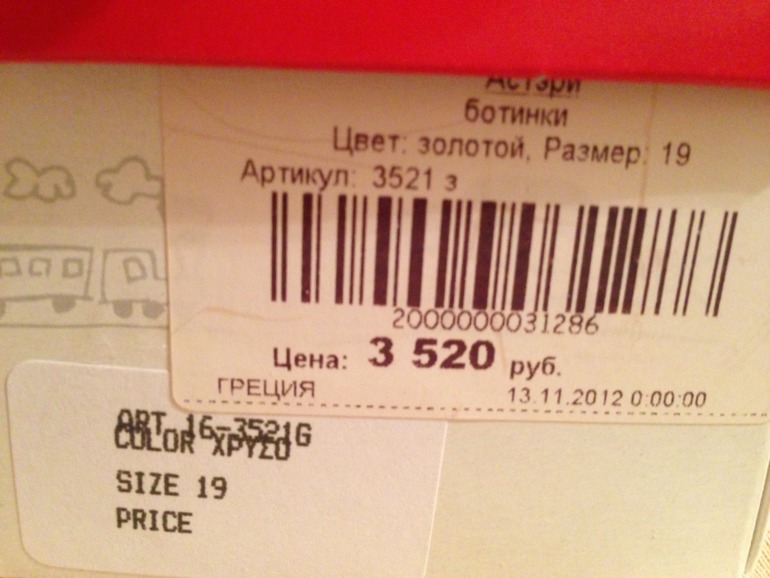 Астэри
ботинки
Цвет: золотой, Размер: 19
Артикул: 3521 з
2000000031286
Цена: 3 520 руб.
ГРЕЦИЯ 13.11.2012 0:00:00
ART 16-3521G
COLOR ΧΡΥΣΟ
SIZE 19
PRICE